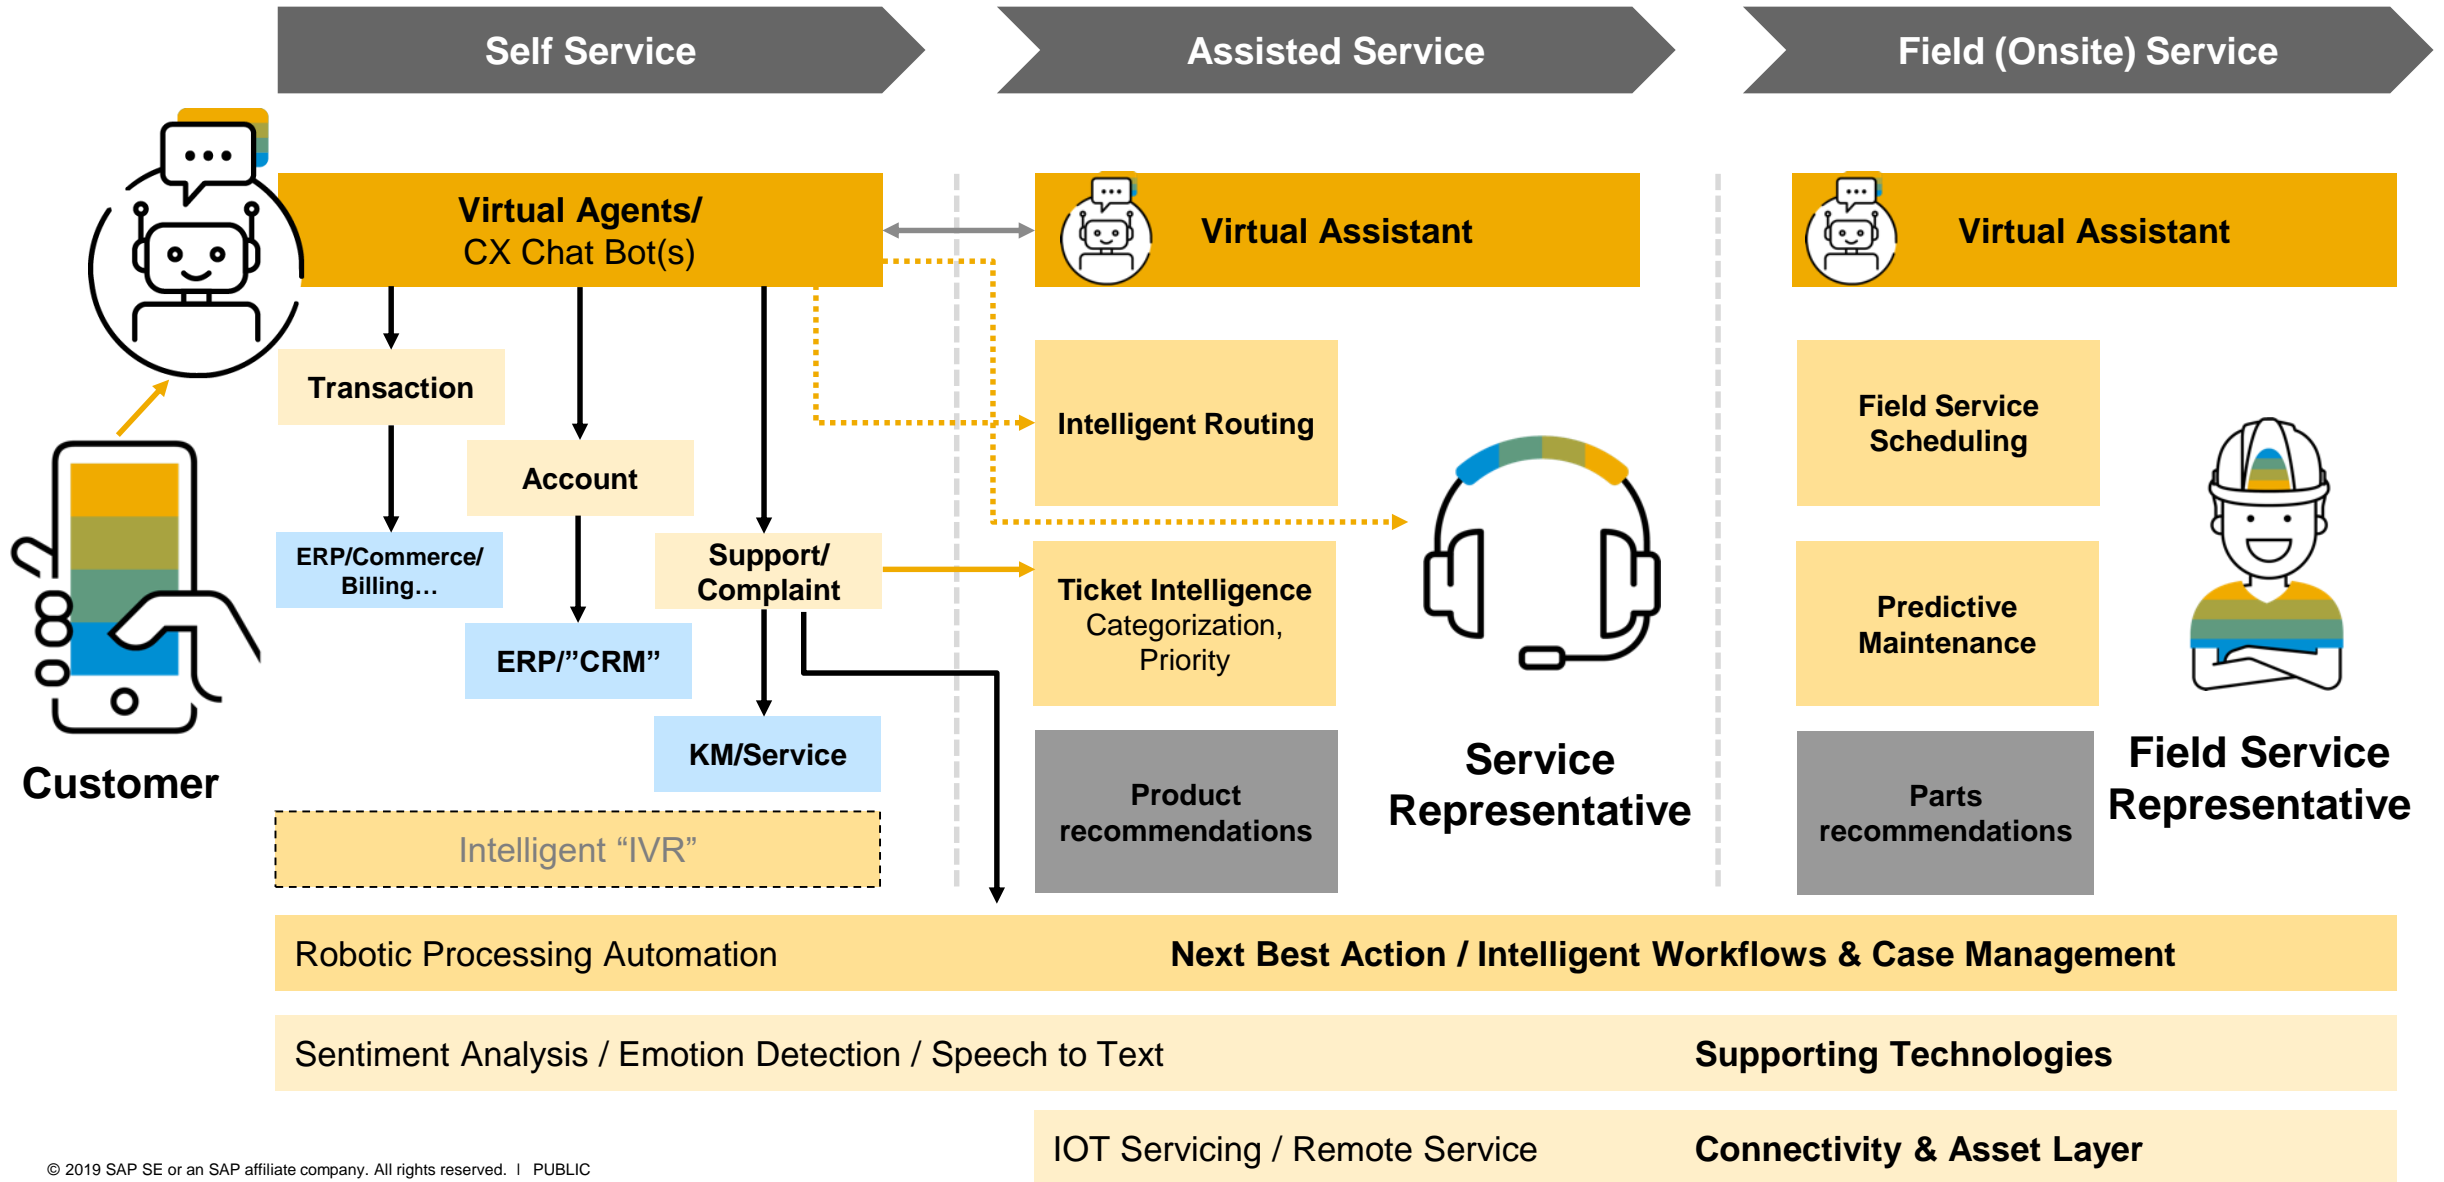 Self Service
Assisted Service
Field (Onsite) Service
Virtual Agents/
CX Chat Bot(s)
Virtual Assistant
Virtual Assistant
Transaction
Account
Support/
Complaint
ERP/Commerce/
Billing…
ERP/”CRM”
KM/Service
Intelligent “IVR”
Customer
Intelligent Routing
Ticket Intelligence
Categorization,
Priority
Product
recommendations
Service
Representative
Field Service
Scheduling
Predictive
Maintenance
Parts
recommendations
Field Service
Representative
Robotic Processing Automation
Next Best Action / Intelligent Workflows & Case Management
Sentiment Analysis / Emotion Detection / Speech to Text
Supporting Technologies
IOT Servicing / Remote Service
Connectivity & Asset Layer
© 2019 SAP SE or an SAP affiliate company. All rights reserved. ǀ PUBLIC